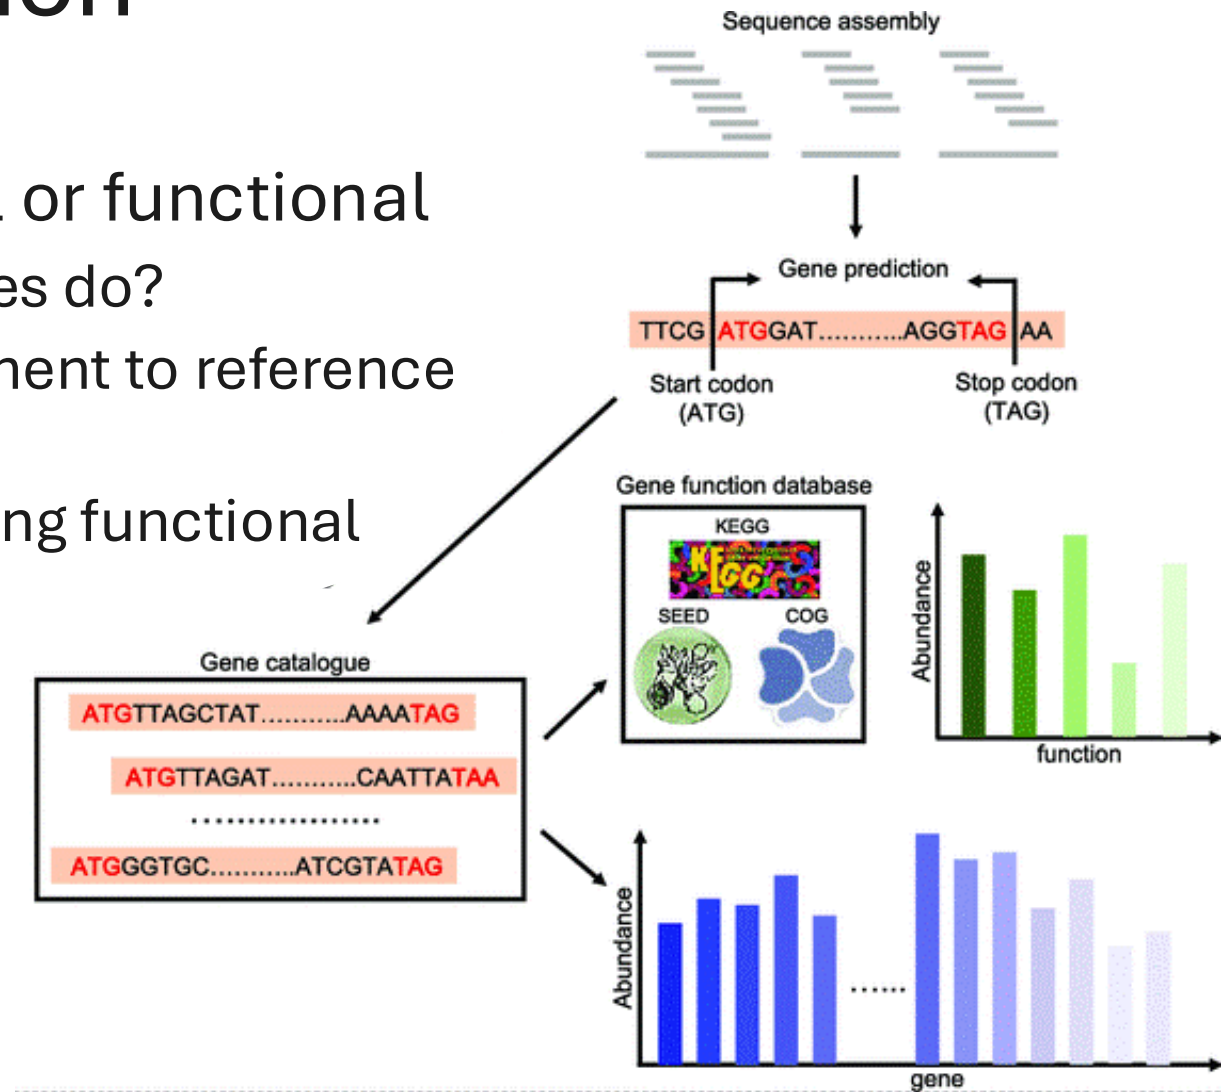 l or functional
es do?
nent to reference
ng functional
Sequence assembly
Gene prediction
TTCG ATGGAT...........AGGTAG AA
Start codon
(ATG)
Stop codon
(TAG)
Gene function database
KEGG
KEGG
SEED
COG
Abundance
function
Gene catalogue
ATGTTAGCTAT...........AAAATAG
ATGTTAGAT...........CAATTATAA
..................
ATGGGTGC...........ATCGTATAG
Abundance
......
gene